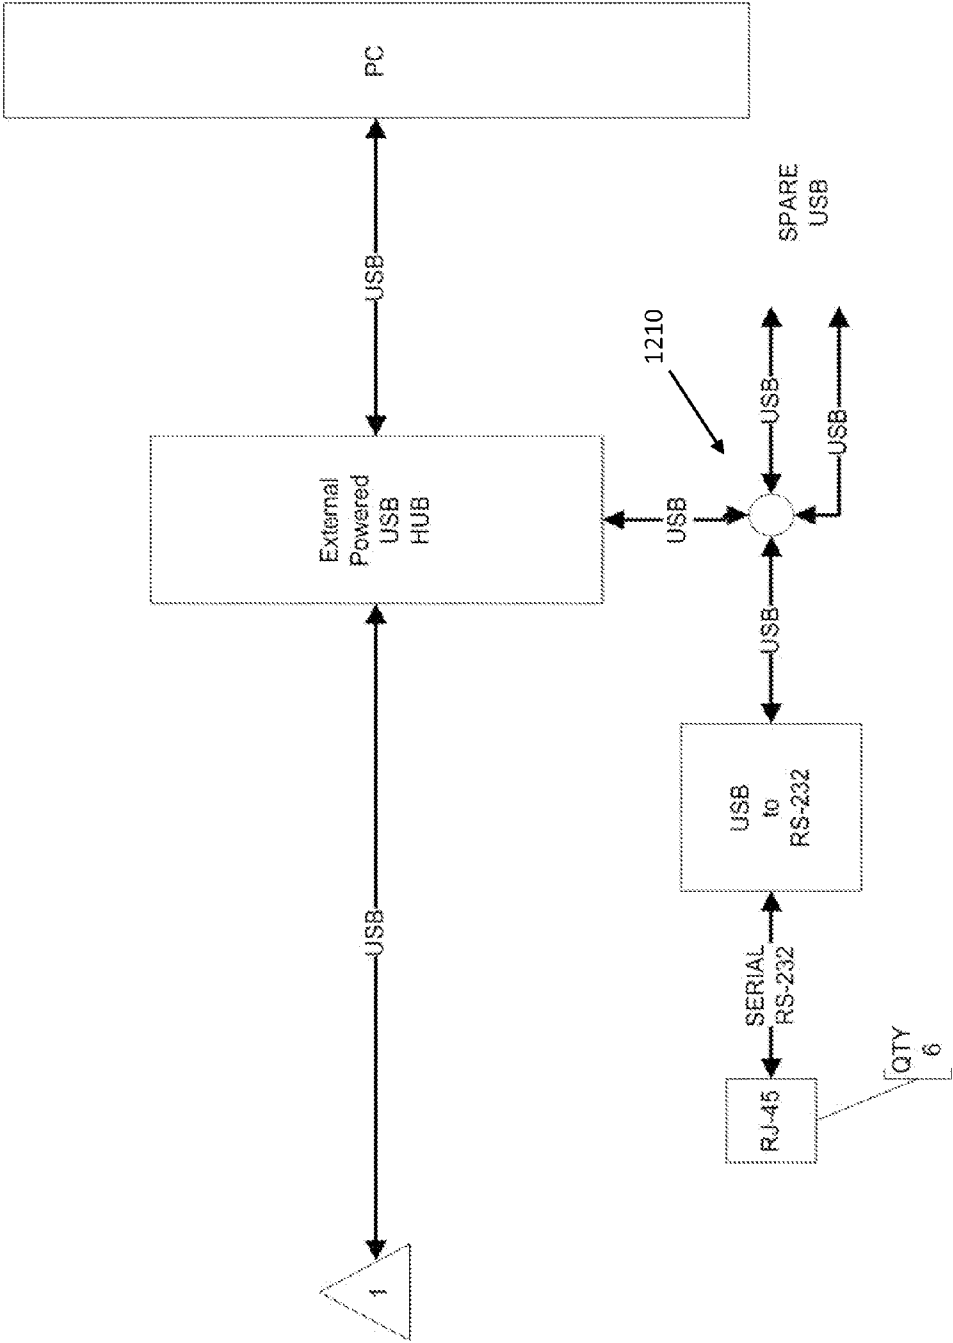 PC
USB
SPARE
USB
1210
External
Powered
USB
HUB
USB
USB
USB
USB
USB
to
RS-232
USB
SERIAL
RS-232
QTY
6
RJ-45
1